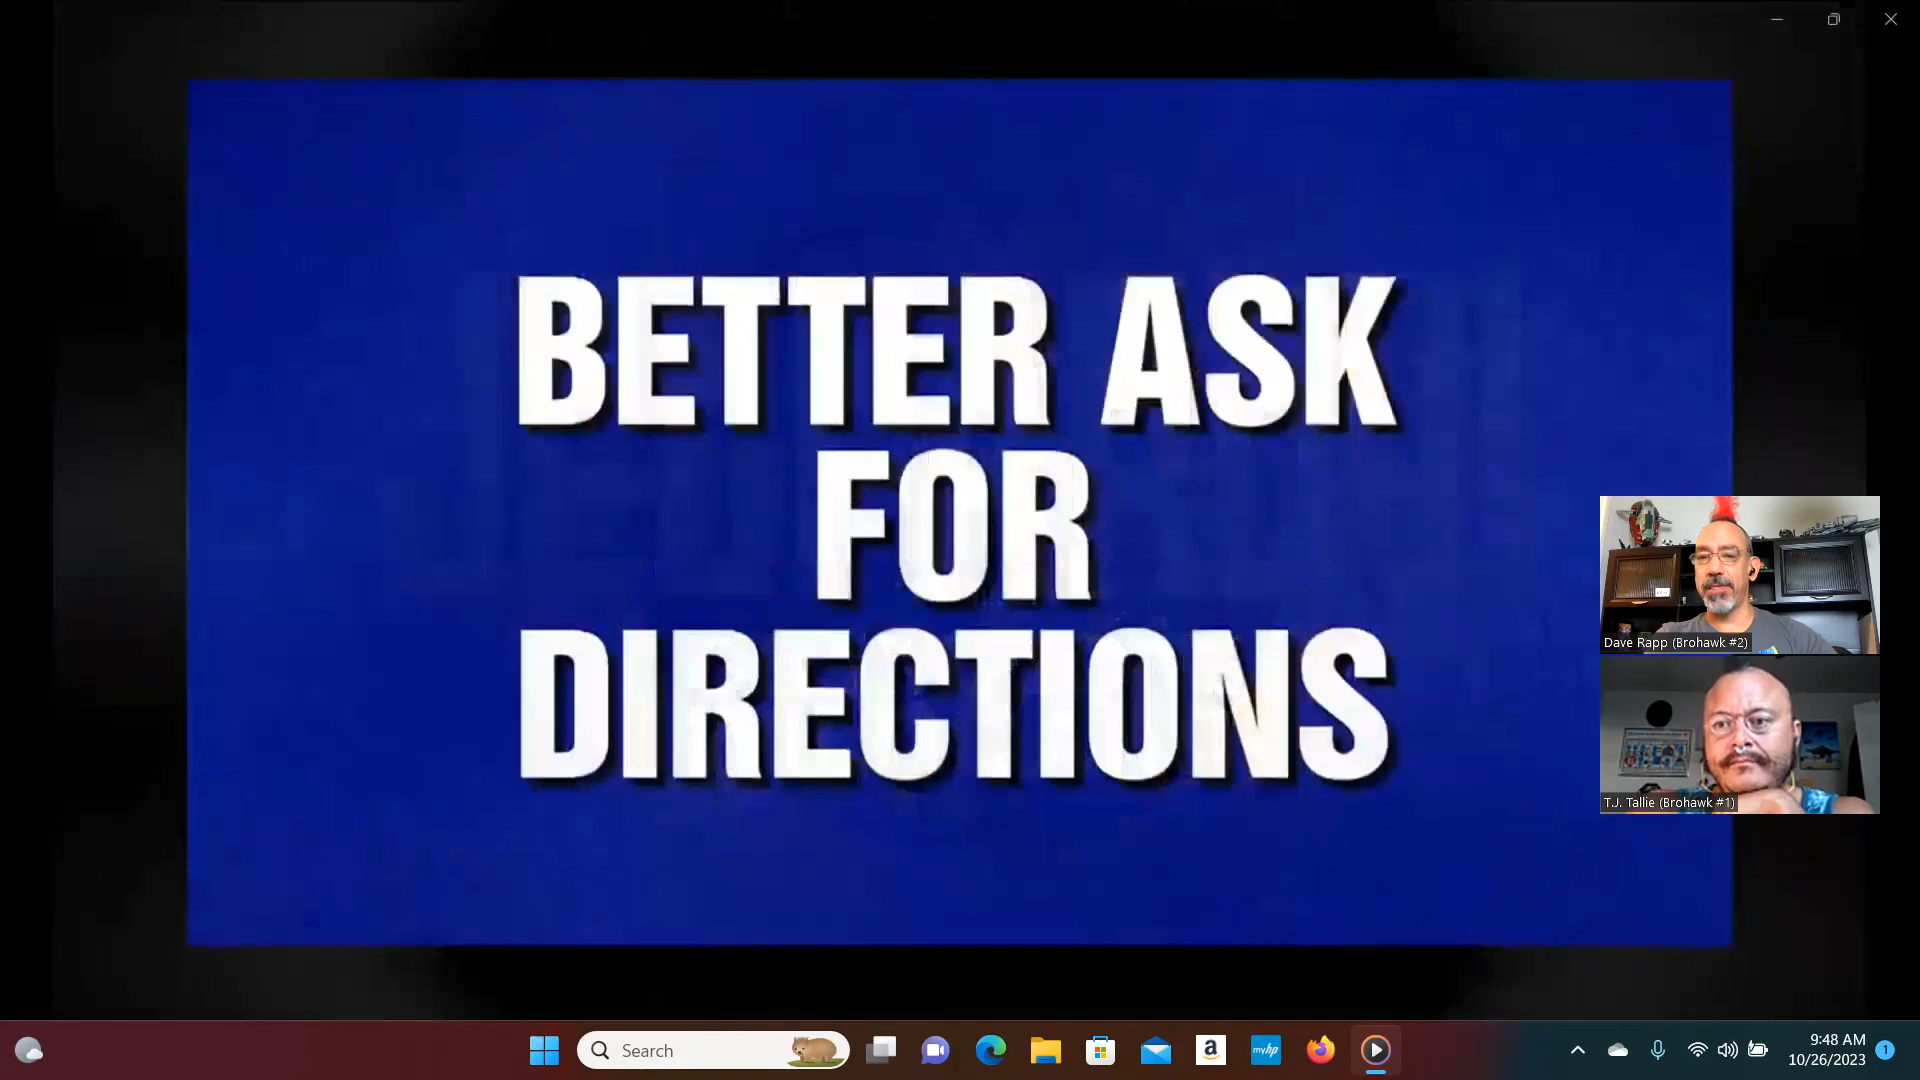 BETTER ASK
FOR
DIRECTIONS
Dave Rapp (Brohawk #2)
T.J. Tallie (Brohawk #1)
Search
a
myhp
9:48 AM
10/26/2023
1